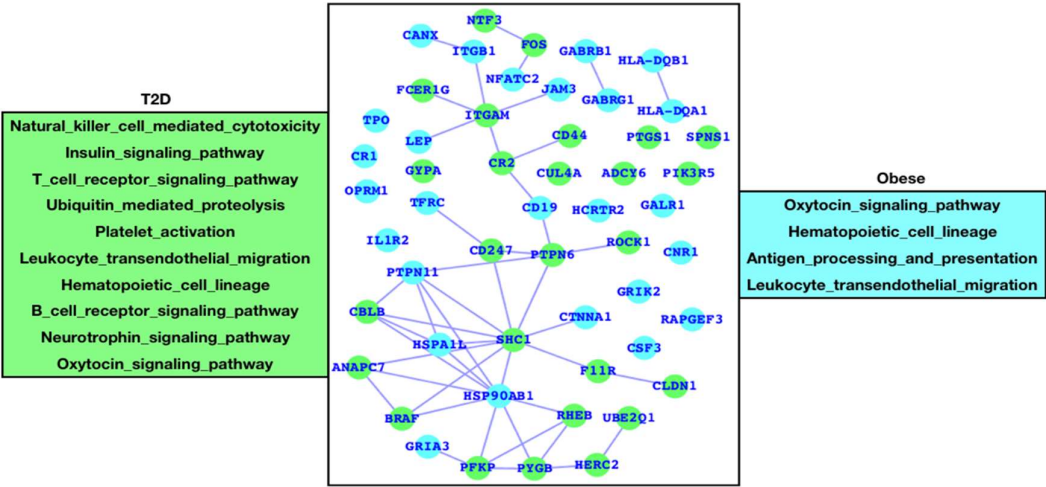 T2D
Natural_killer_cell_mediated_cytotoxicity
Insulin_signaling_pathway
T_cell_receptor_signaling_pathway
Ubiquitin_mediated_proteolysis
Platelet_activation
Leukocyte_transendothelial_migration
Hematopoietic_cell_lineage
B_cell_receptor_signaling_pathway
Neurotrophin_signaling_pathway
Oxytocin_signaling_pathway
NTF3
CANX
FOS
ITGB1
GABRB1
HLA-DQB1
NFATC2
FCER1G
JAM3
GABRG1
HLA-DQA1
ITGAM
TPO
LEP
CD44
PTGS1
SPNS1
CR1
CR2
GYPA
CUL4A
ADCY6
PIK3R5
OPRM1
TFRC
CD19
HCRTR2
GALR1
IL1R2
CD247
PTPN6
ROCK1
CNR1
PTPN11
GRIK2
CBLB
CTNNA1
RAPGEF3
HSPA1L
SHC1
CSF3
ANAPC7
F11R
CLDN1
HSP90AB1
BRAF
RHEB
UBE2Q1
GRIA3
PFKP
PYGB
HERC2
Obese
Oxytocin_signaling_pathway
Hematopoietic_cell_lineage
Antigen_processing_and_presentation
Leukocyte_transendothelial_migration